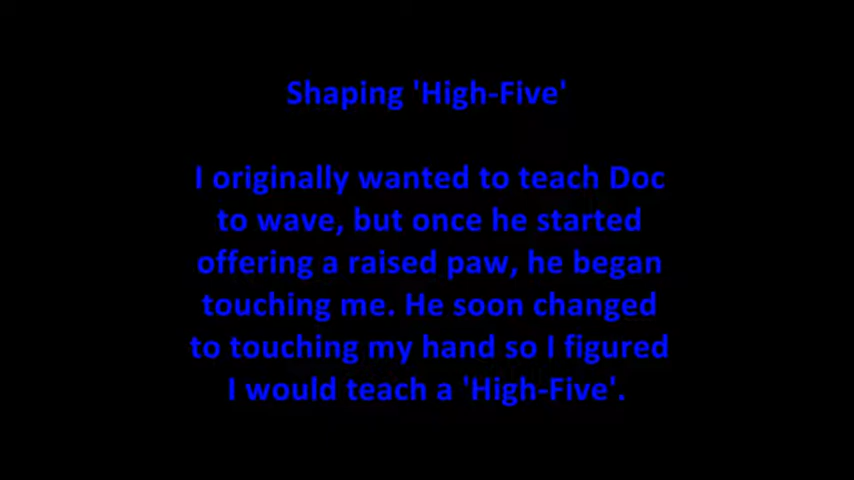 Shaping 'High-Five'
I originally wanted to teach Doc
to wave, but once he started
offering a raised paw, he began
touching me. He soon changed
to touching my hand so I figured
I would teach a 'High-Five'.